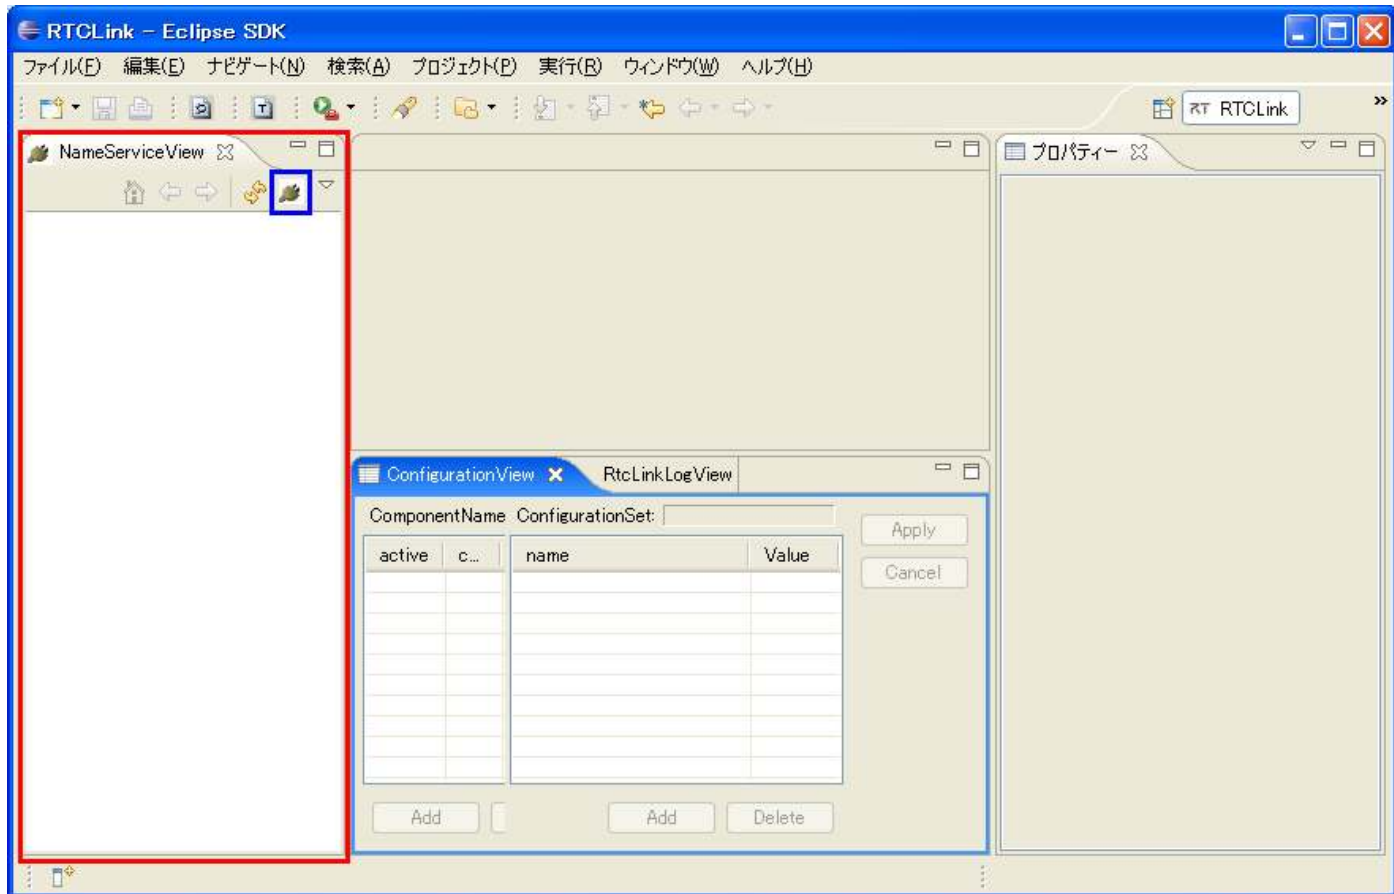 RTCLink - Eclipse SDK
ファイル(F) 編集(E) ナビゲート(N) 検索(A) プロジェクト(P) 実行(R) ウィンドウ(W) ヘルプ(H)
RT RTCLink »
NameServiceView
プロパティー
ConfigurationView RtcLinkLogView
ComponentName ConfigurationSet:
Apply
active c... name Value
Cancel
Add Add Delete